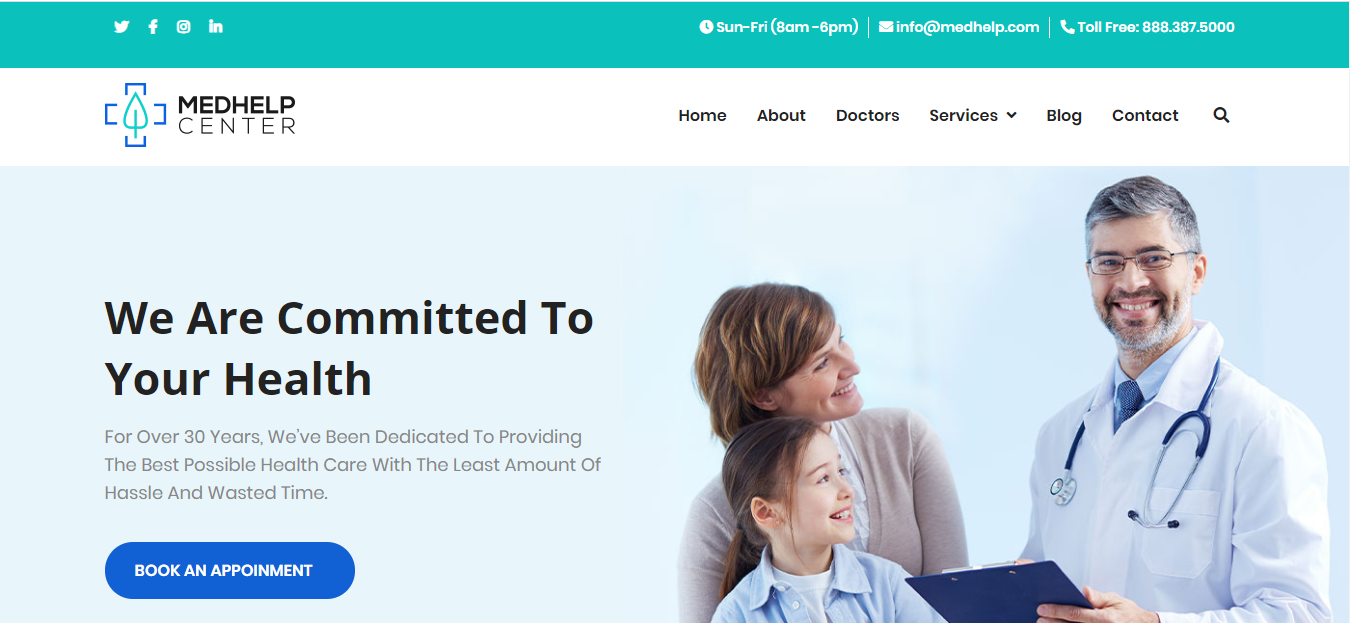 Sun-Fri (8am -6pm) info@medhelp.com Toll Free: 888.387.5000
MEDHELP
CENTER
Home About Doctors Services Blog Contact
We Are Committed To
Your Health
For Over 30 Years, We've Been Dedicated To Providing
The Best Possible Health Care With The Least Amount Of
Hassle And Wasted Time.
BOOK AN APPOINMENT